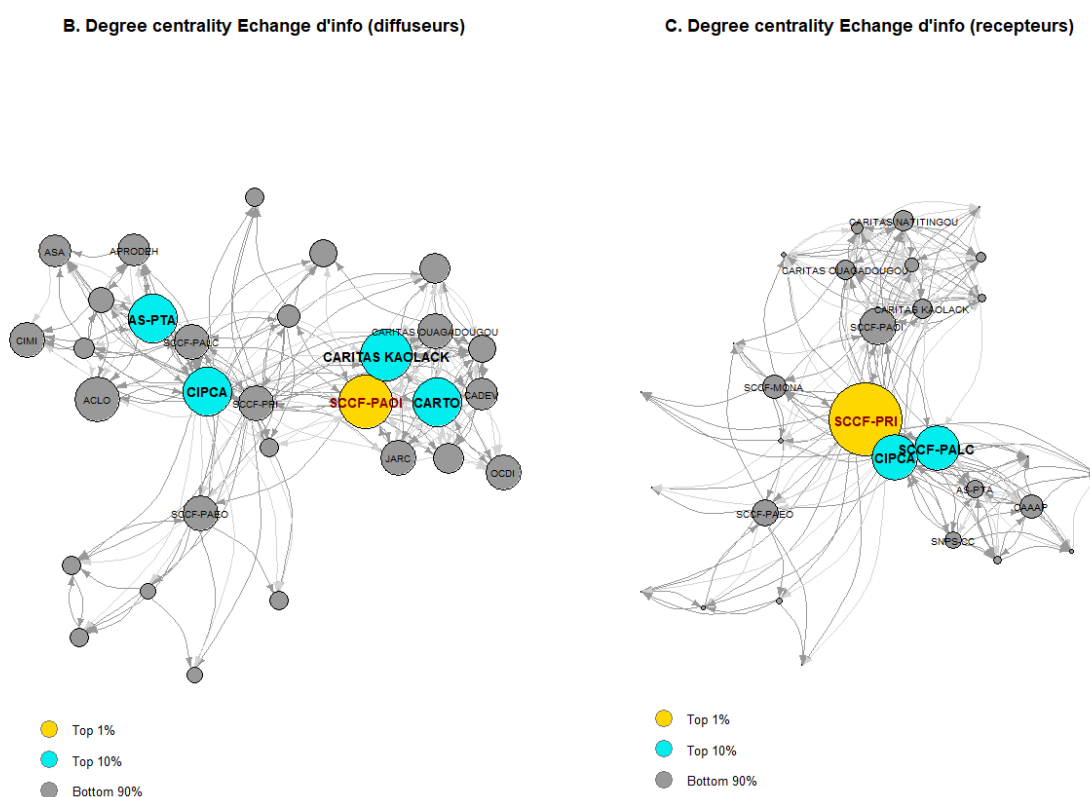 B. Degree centrality Echange d'info (diffuseurs)
ASA
APRODEH
AS-PTA
CIMI
SCCF-PALC
CARITAS OUAGADOUGOU
CARITAS KAOLACK
CIPCA
ACLO
SCCF-PRI
SCCF-PADI
CARTO
CADEV
JARC
OCDI
SCCF-PAEO
Top 1%
Top 10%
Bottom 90%
C. Degree centrality Echange d'info (recepteurs)
CARITAS NATITINGOU
CARITAS OUAGADOUGOU
CARITAS KAOLACK
SCCF-PADI
SCCF-MONA
SCCF-PRI
SCCF-PALC
CIPCA
AS-PTA
CAAAP
SCCF-PAEO
SNPS-CC
Top 1%
Top 10%
Bottom 90%